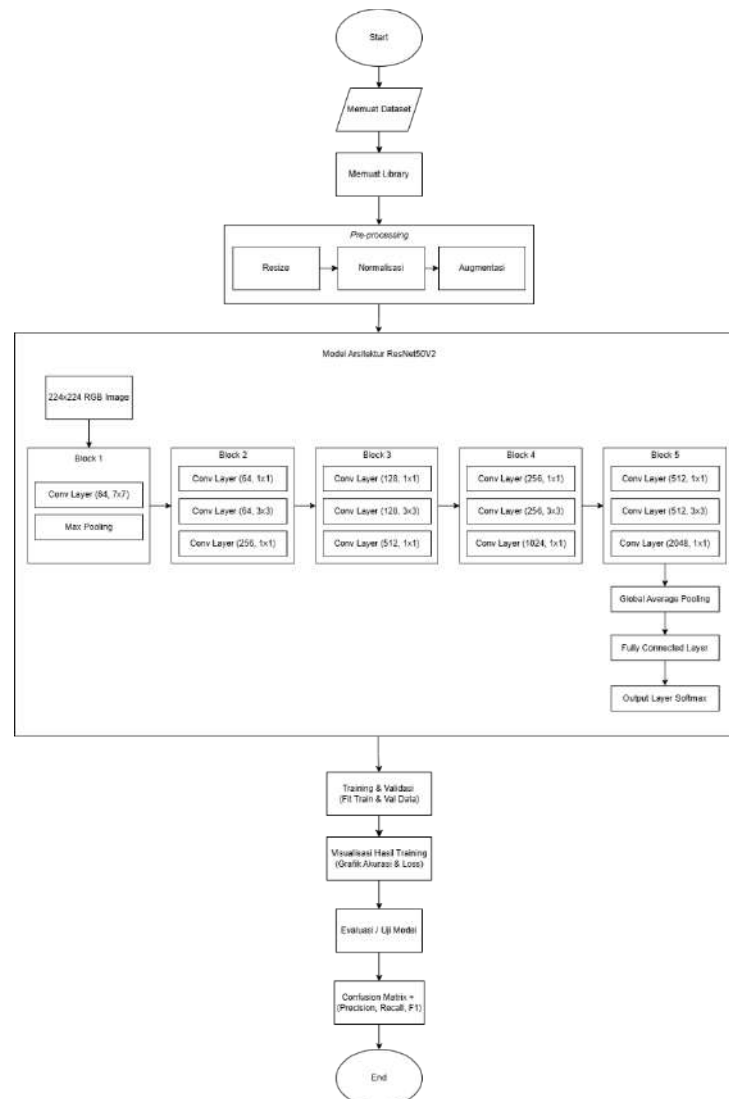 Start
Memuat Dataset
Memuat Library
Pre-processing
Resize
Normalisasi
Augmentasi
Model Arsitektur ResNet50V2
224x224 RGB Image
Block 1
Conv Layer (64, 7x7)
Max Pooling
Block 2
Conv Layer (64, 1x1)
Conv Layer (64, 3x3)
Conv Layer (256, 1x1)
Block 3
Conv Layer (128, 1x1)
Conv Layer (128, 3x3)
Conv Layer (512, 1x1)
Block 4
Conv Layer (256, 1x1)
Conv Layer (256, 3x3)
Conv Layer (1024, 1x1)
Block 5
Conv Layer (512, 1x1)
Conv Layer (512, 3x3)
Conv Layer (2048, 1x1)
Global Average Pooling
Fully Connected Layer
Output Layer Softmax
Training & Validasi
(Fit Train & Val Data)
Visualisasi Hasil Training
(Grafik Akurasi & Loss)
Evaluasi / Uji Model
Confusion Matrix +
(Precision, Recall, F1)
End